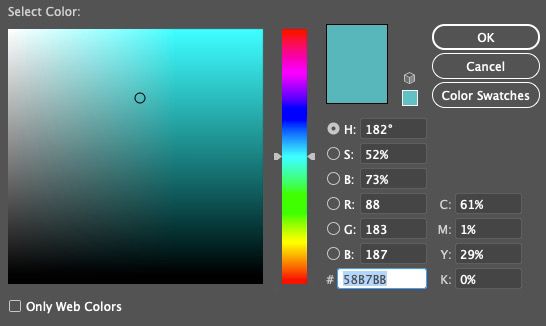 Select Color:
OK
Cancel
Color Swatches
H: 182°
S: 52%
B: 73%
R: 88 C: 61%
G: 183 M: 1%
B: 187 Y: 29%
# 58B7BB K: 0%
Only Web Colors